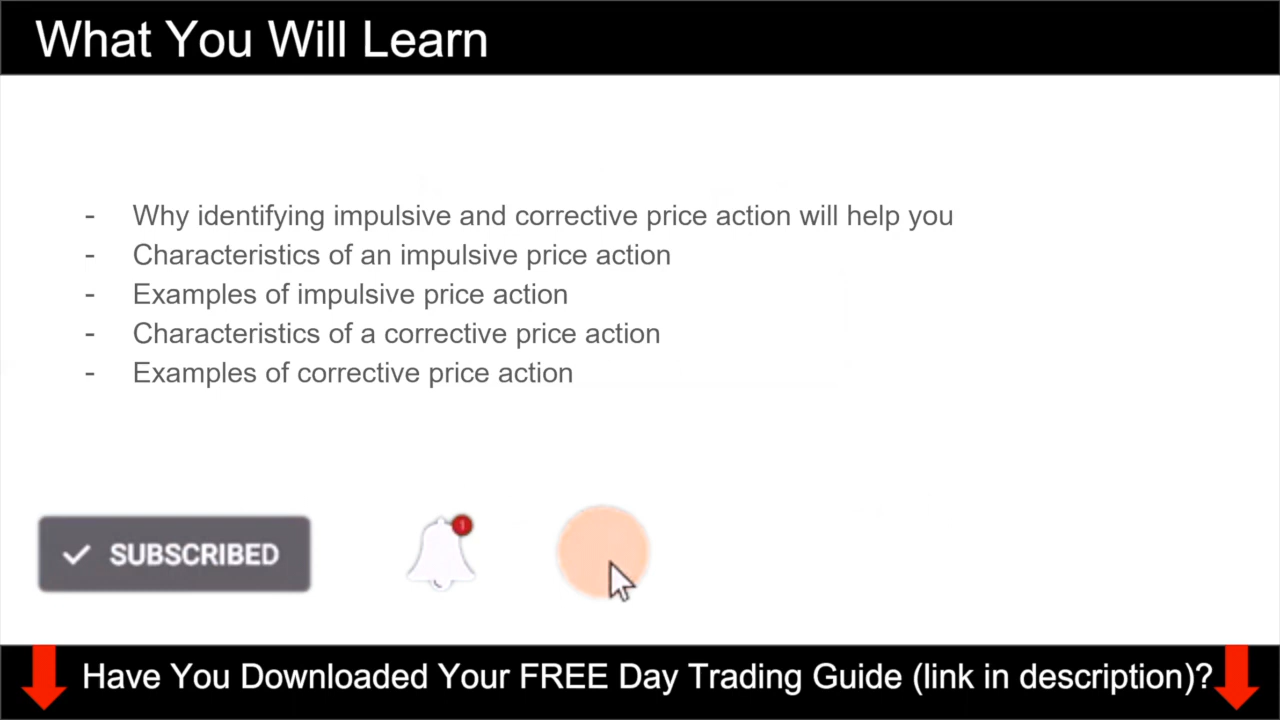 What You Will Learn
- Why identifying impulsive and corrective price action will help you
- Characteristics of an impulsive price action
- Examples of impulsive price action
- Characteristics of a corrective price action
- Examples of corrective price action
SUBSCRIBED
1
Have You Downloaded Your FREE Day Trading Guide (link in description)?